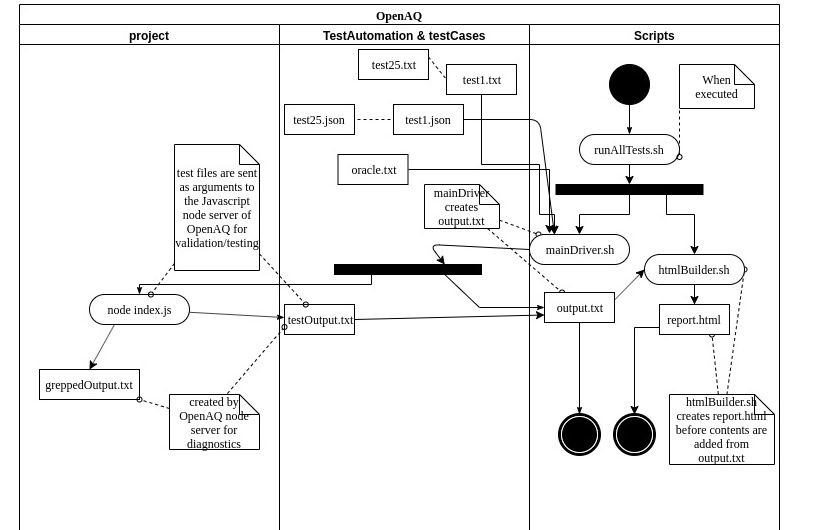 OpenAQ
project
TestAutomation & testCases
Scripts
test25.txt
test1.txt
When
executed
test25.json
test1.json
runAllTests.sh
test files are sent
as arguments to
the Javascript
node server of
OpenAQ for
validation/testing
oracle.txt
mainDriver
creates
output.txt
mainDriver.sh
htmlBuilder.sh
node index.js
testOutput.txt
output.txt
report.html
greppedOutput.txt
created by
OpenAQ node
server for
diagnostics
htmlBuilder.sh
creates report.html
before contents are
added from
output.txt